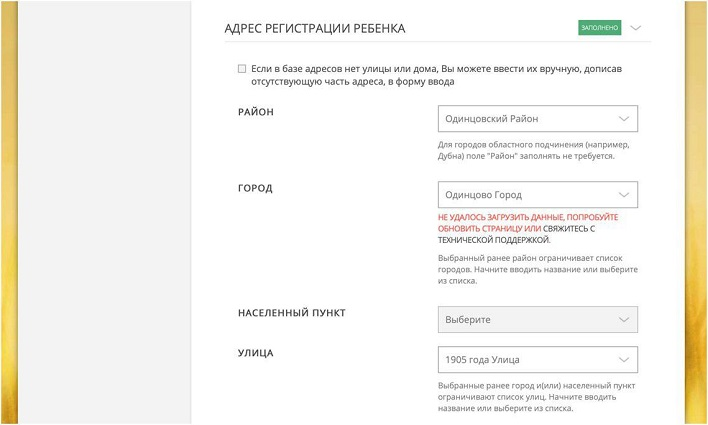 АДРЕС РЕГИСТРАЦИИ РЕБЕНКА
ЗАПОЛНЕНО
Если в базе адресов нет улицы или дома, Вы можете ввести их вручную, дописав
отсутствующую часть адреса, в форму ввода
РАЙОН
Одинцовский Район
Для городов областного подчинения (например,
Дубна) поле "Район" заполнять не требуется.
ГОРОД
Одинцово Город
НЕ УДАЛОСЬ ЗАГРУЗИТЬ ДАННЫЕ, ПОПРОБУЙТЕ
ОБНОВИТЬ СТРАНИЦУ ИЛИ СВЯЖИТЕСЬ С
ТЕХНИЧЕСКОЙ ПОДДЕРЖКОЙ.
Выбранный ранее район ограничивает список
городов. Начните вводить название или выберите
из списка.
НАСЕЛЕННЫЙ ПУНКТ
Выберите
УЛИЦА
1905 года Улица
Выбранные ранее город и(или) населенный пункт
ограничивают список улиц. Начните вводить
название или выберите из списка.